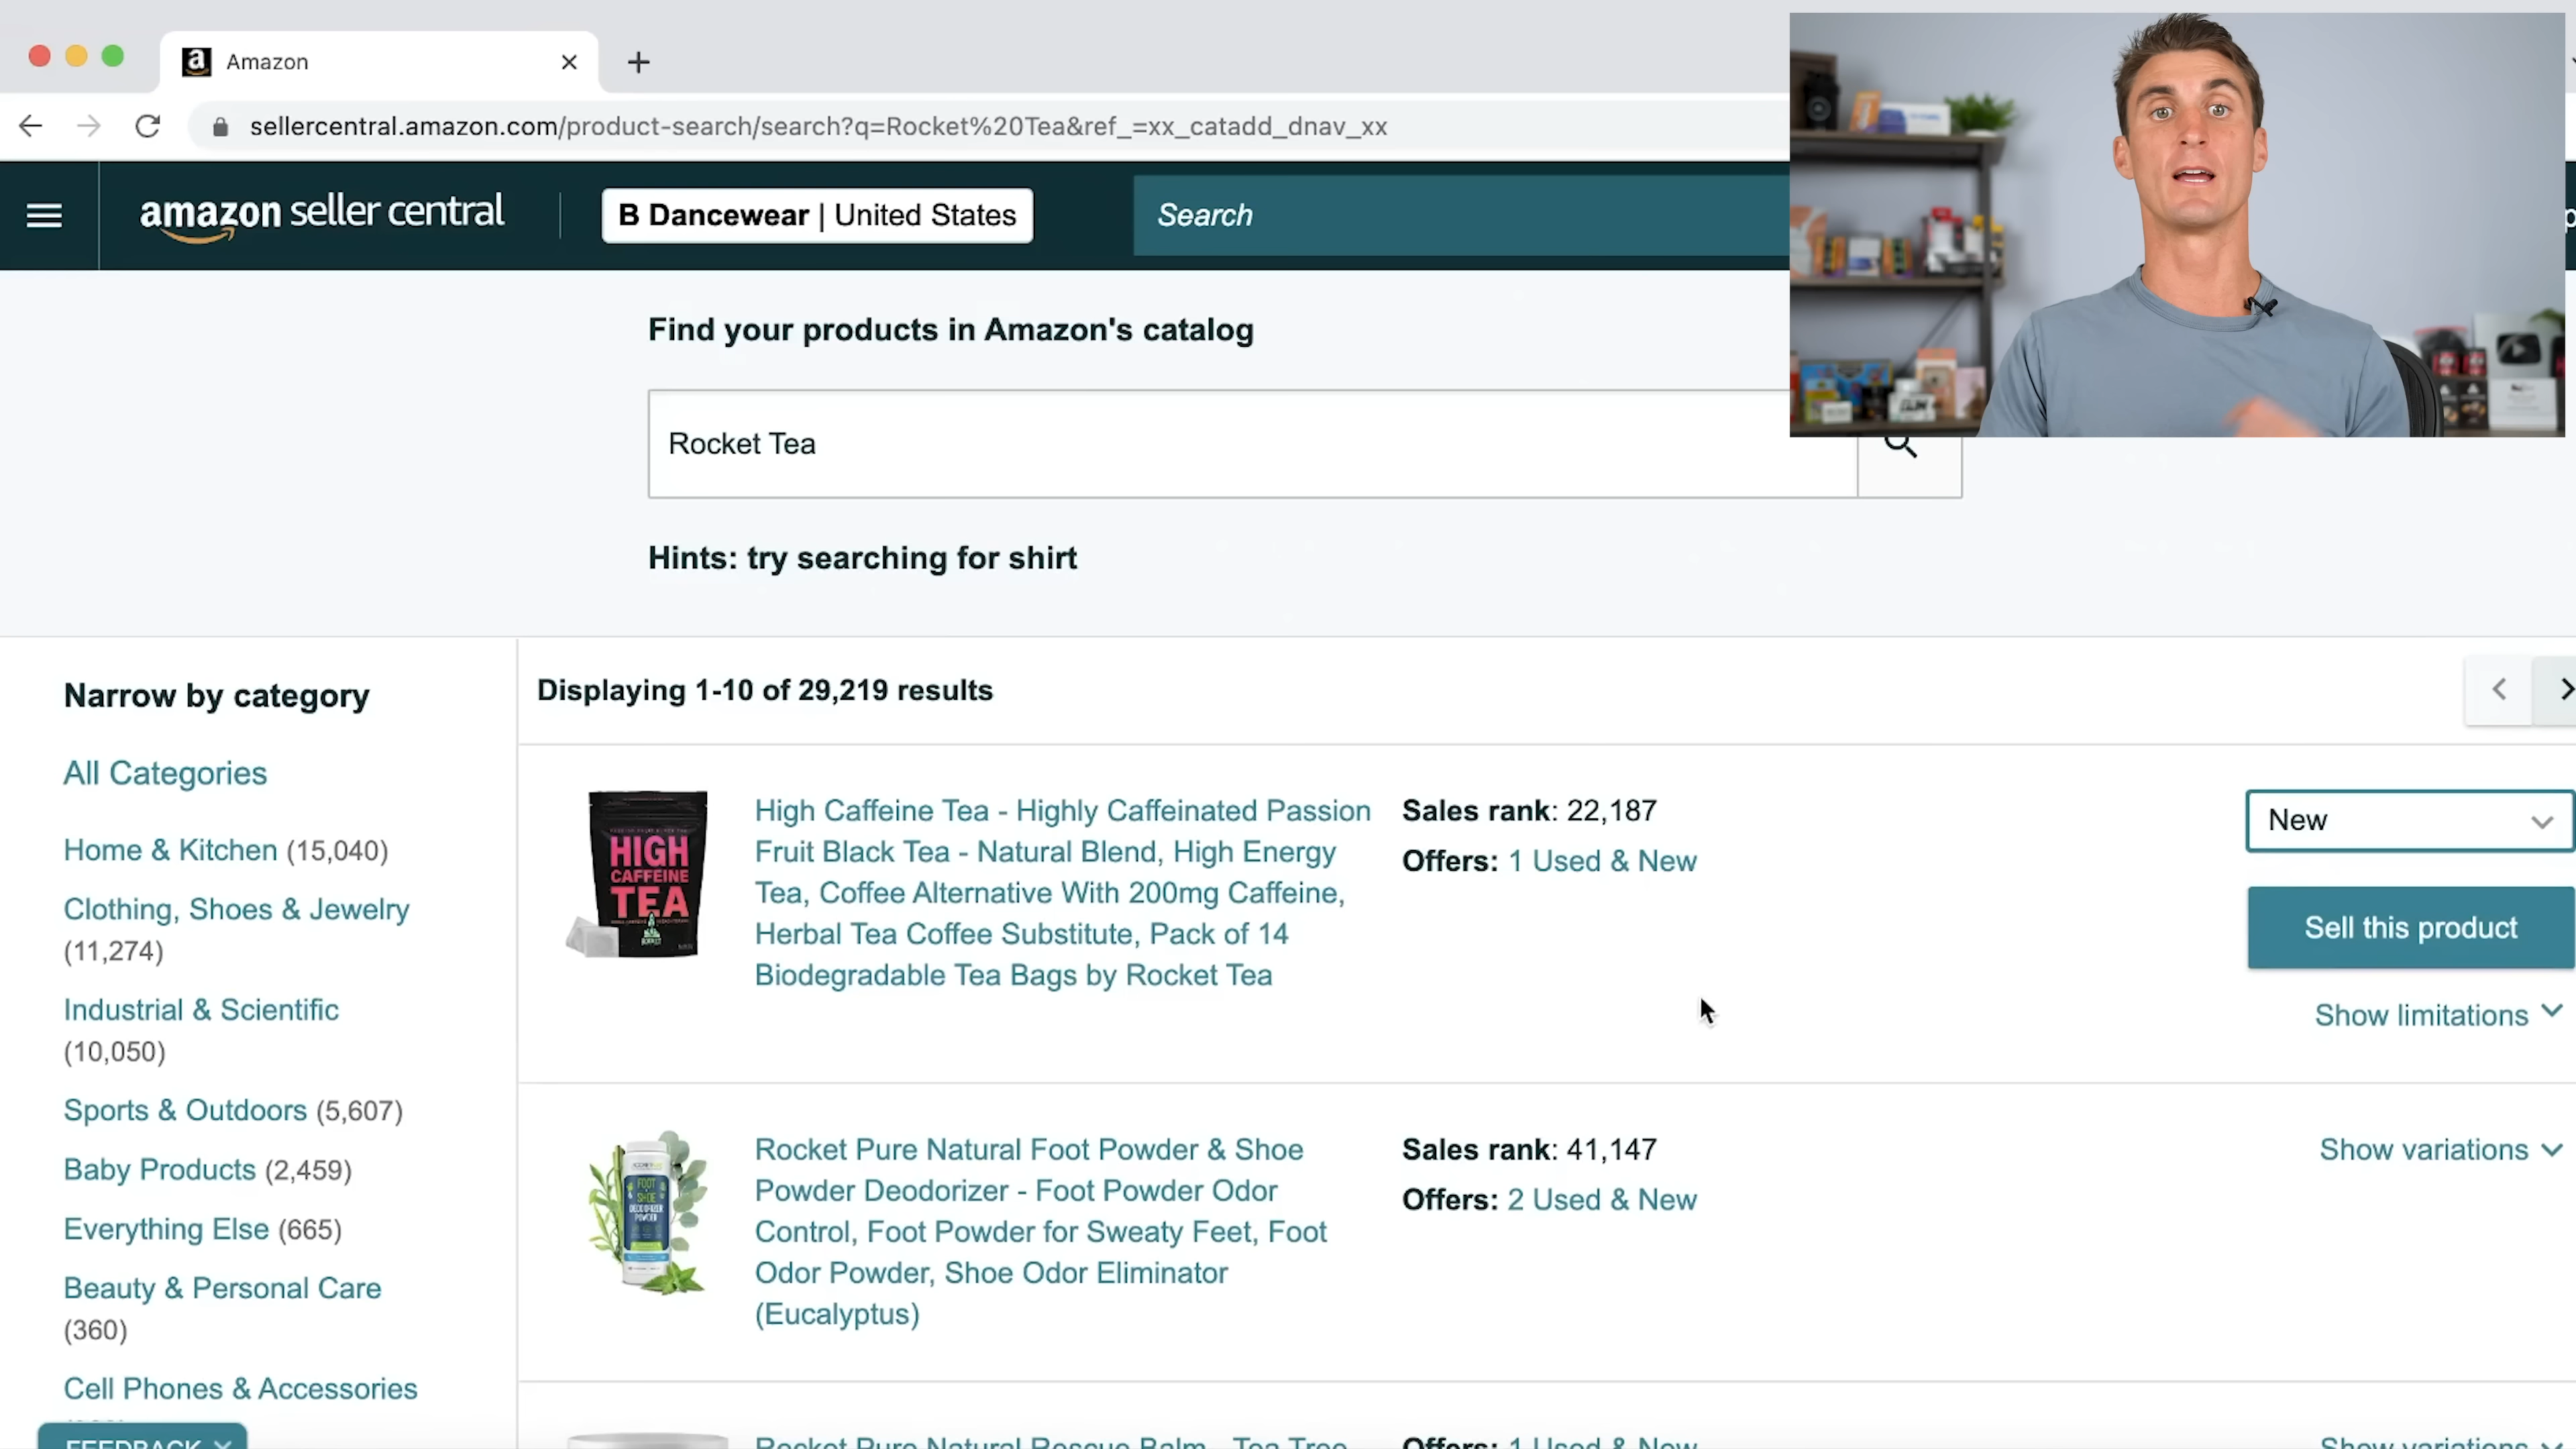 Amazon
sellercentral.amazon.com/product-search/search?q=Rocket%20Tea&ref_=xx_catadd_dnav_xx
amazon seller central
B Dancewear | United States
Search
Find your products in Amazon's catalog
Rocket Tea
Hints: try searching for shirt
Narrow by category
All Categories
Home & Kitchen (15,040)
Clothing, Shoes & Jewelry
(11,274)
Industrial & Scientific
(10,050)
Sports & Outdoors (5,607)
Baby Products (2,459)
Everything Else (665)
Beauty & Personal Care
(360)
Cell Phones & Accessories
FEEDBACK
Displaying 1-10 of 29,219 results
HIGH
CAFFEINE
TEA
ROCKET
High Caffeine Tea - Highly Caffeinated Passion
Fruit Black Tea - Natural Blend, High Energy
Tea, Coffee Alternative With 200mg Caffeine,
Herbal Tea Coffee Substitute, Pack of 14
Biodegradable Tea Bags by Rocket Tea
Sales rank: 22,187
Offers: 1 Used & New
New
Sell this product
Show limitations
FOOT
SHOE
DEODORIZER
POWDER
Rocket Pure Natural Foot Powder & Shoe
Powder Deodorizer - Foot Powder Odor
Control, Foot Powder for Sweaty Feet, Foot
Odor Powder, Shoe Odor Eliminator
(Eucalyptus)
Sales rank: 41,147
Offers: 2 Used & New
Show variations
Rocket Pure Natural Rescue Balm - Tea Tree
Offers: 1 Used & New
Show variations